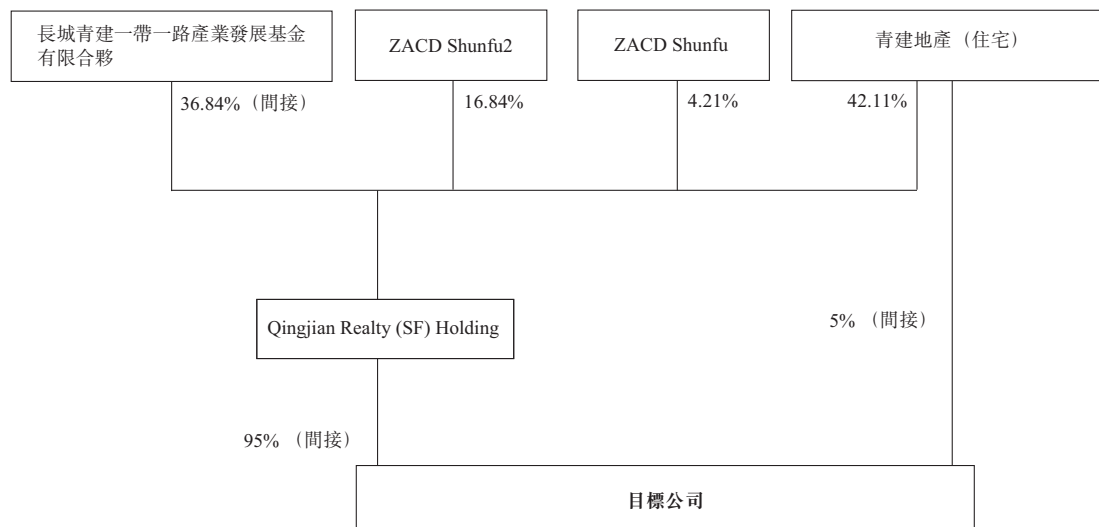 長城青建一帶一路產業發展基金
有限合夥
ZACD Shunfu2
ZACD Shunfu
青建地產（住宅）
36.84%（間接）
16.84%
4.21%
42.11%
Qingjian Realty (SF) Holding
5% （間接）
95% （間接）
目標公司